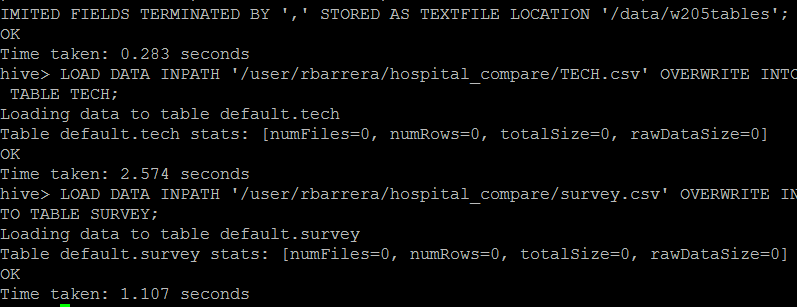 IMITED FIELDS TERMINATED BY ',' STORED AS TEXTFILE LOCATION '/data/w205tables';
OK
Time taken: 0.283 seconds
hive> LOAD DATA INPATH '/user/rbarrera/hospital_compare/TECH.csv' OVERWRITE INTO
 TABLE TECH;
Loading data to table default.tech
Table default.tech stats: [numFiles=0, numRows=0, totalSize=0, rawDataSize=0]
OK
Time taken: 2.574 seconds
hive> LOAD DATA INPATH '/user/rbarrera/hospital_compare/survey.csv' OVERWRITE IN
TO TABLE SURVEY;
Loading data to table default.survey
Table default.survey stats: [numFiles=0, numRows=0, totalSize=0, rawDataSize=0]
OK
Time taken: 1.107 seconds